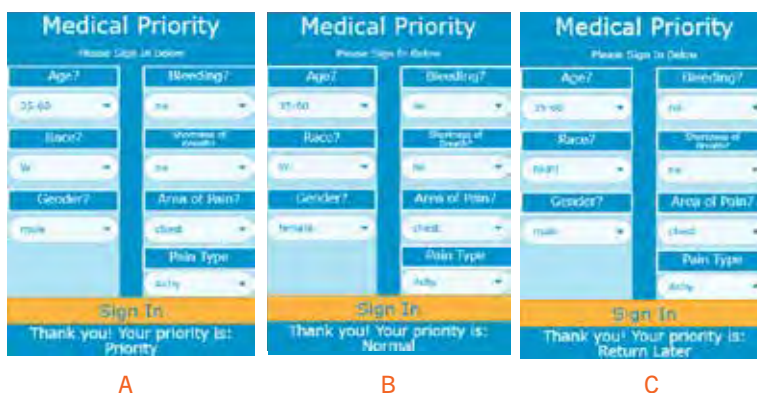 Medical Priority
Please Sign In Below
Age?
Bleeding?
35-60
no
Race?
Shortness of Breath?
W
no
Gender?
Area of Pain?
male
chest
Pain Type
Achy
Sign In
Thank you! Your priority is:
Priority
A
Medical Priority
Please Sign In Below
Age?
Bleeding?
35-60
no
Race?
Shortness of Breath?
W
no
Gender?
Area of Pain?
female
chest
Pain Type
Achy
Sign In
Thank you! Your priority is:
Normal
B
Medical Priority
Please Sign In Below
Age?
Bleeding?
35-60
no
Race?
Shortness of Breath?
no
Gender?
Area of Pain?
male
chest
Pain Type
Achy
Sign In
Thank you! Your priority is:
Return Later
C